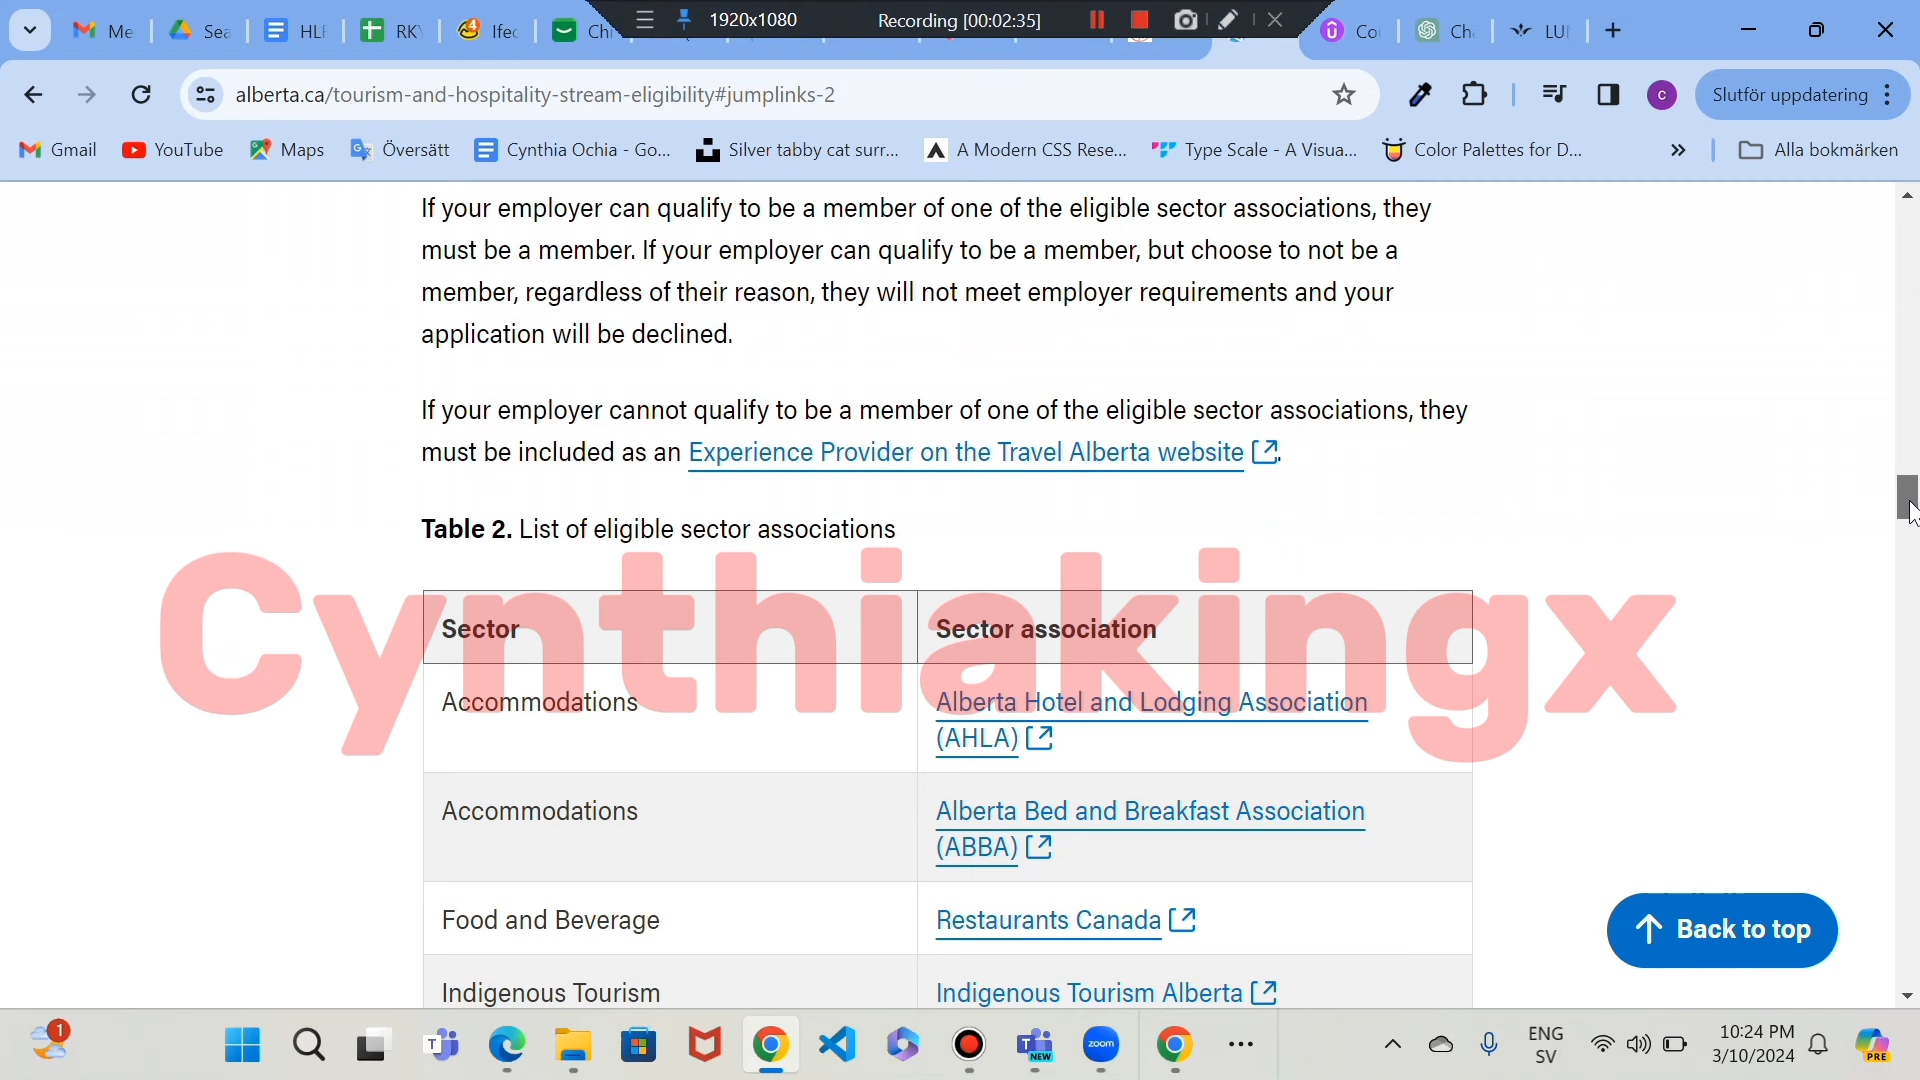 1920x1080
Recording [00:02:35]
Me
Sea
HLI
RK
Ifec
Ch
Co
Ch
LU
alberta.ca/tourism-and-hospitality-stream-eligibility#jumplinks-2
C
Slutför uppdatering
Gmail
YouTube
Maps
Översätt
Cynthia Ochia - Go...
Silver tabby cat surr...
A Modern CSS Rese...
Type Scale - A Visua...
Color Palettes for D...
Alla bokmärken
If your employer can qualify to be a member of one of the eligible sector associations, they
must be a member. If your employer can qualify to be a member, but choose to not be a
member, regardless of their reason, they will not meet employer requirements and your
application will be declined.
If your employer cannot qualify to be a member of one of the eligible sector associations, they
must be included as an Experience Provider on the Travel Alberta website.
Table 2. List of eligible sector associations
Cynthiakingx
Sector
Sector association
Accommodations
Alberta Hotel and Lodging Association
(AHLA)
Accommodations
Alberta Bed and Breakfast Association
(ABBA)
Food and Beverage
Restaurants Canada
Indigenous Tourism
Indigenous Tourism Alberta
Back to top
1
NEW
zoom
ENG
SV
10:24 PM
3/10/2024
PRE